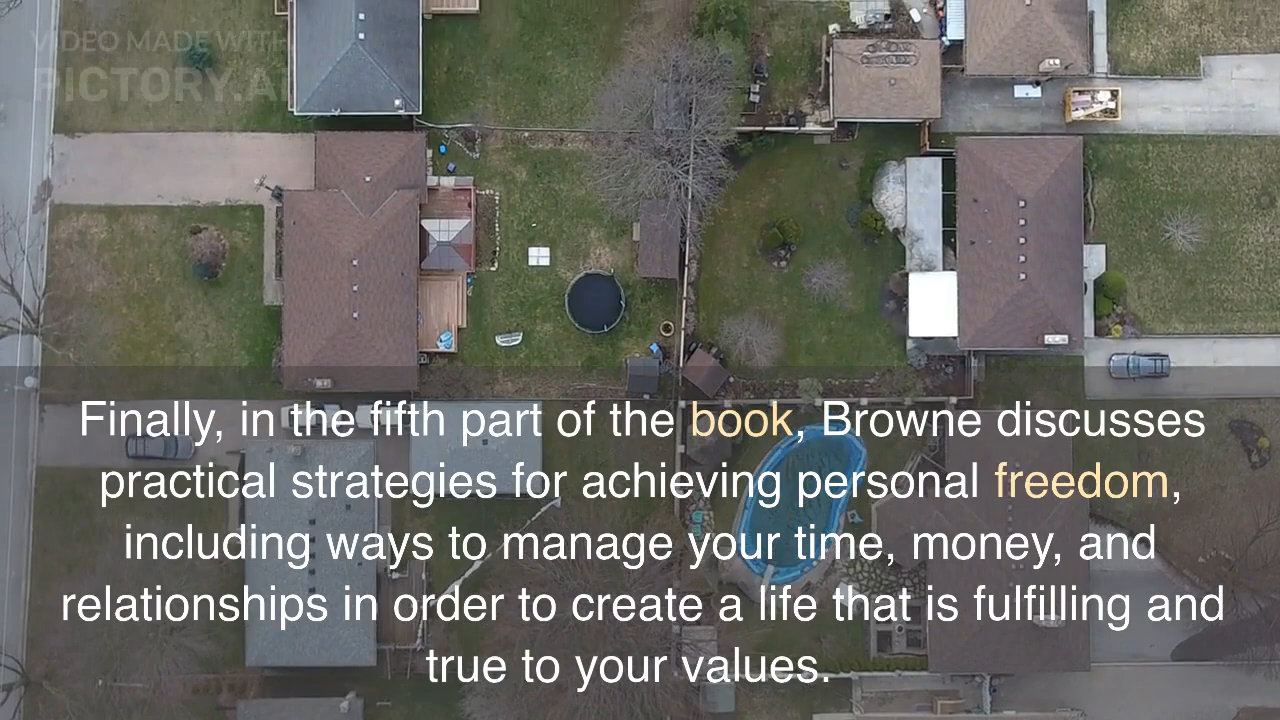 VIDEO MADE WITH
PICTORY.AI
Finally, in the fifth part of the book, Browne discusses
practical strategies for achieving personal freedom,
including ways to manage your time, money, and
relationships in order to create a life that is fulfilling and
true to your values.